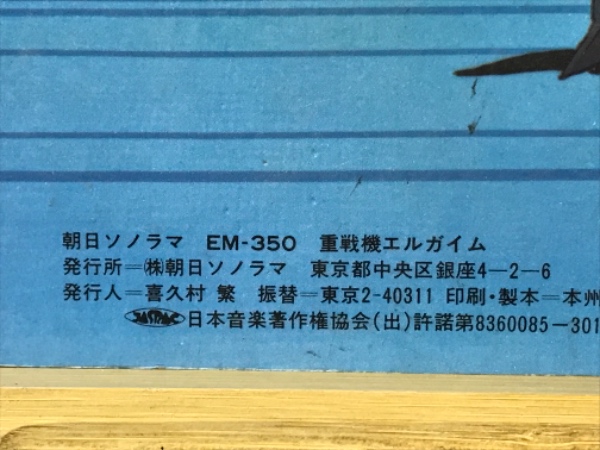 朝日ソノラマ EM-350 重戦機エルガイム
発行所=㈱朝日ソノラマ 東京都中央区銀座4-2-6
発行人=喜久村 繁 振替=東京2-40311 印刷・製本=本州
JASRAC 日本音楽著作権協会(出)許諾第8360085-301